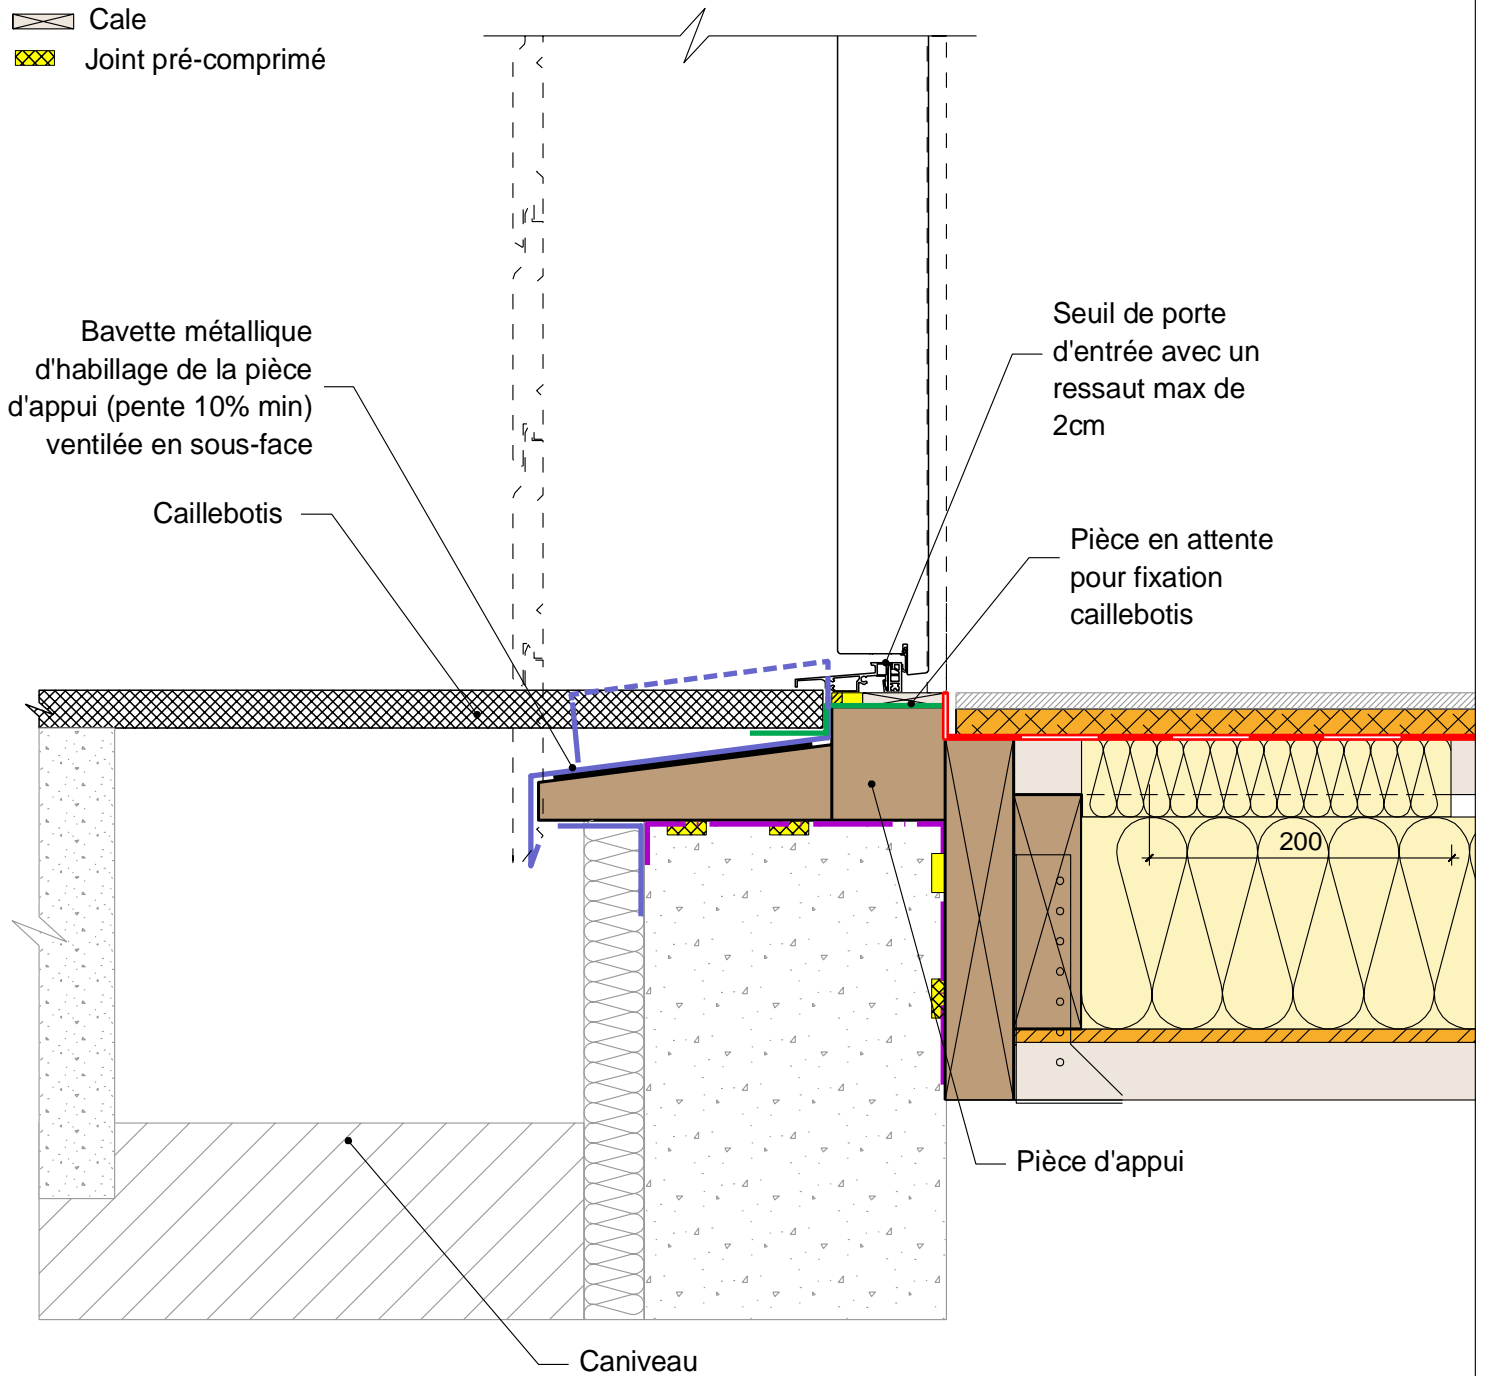 Cale
Joint pré-comprimé
Bavette métallique
d'habillage de la pièce
d'appui (pente 10% min)
ventilée en sous-face
Caillebotis
Seuil de porte
d'entrée avec un
ressaut max de
2cm
Pièce en attente
pour fixation
caillebotis
200
Pièce d'appui
Caniveau